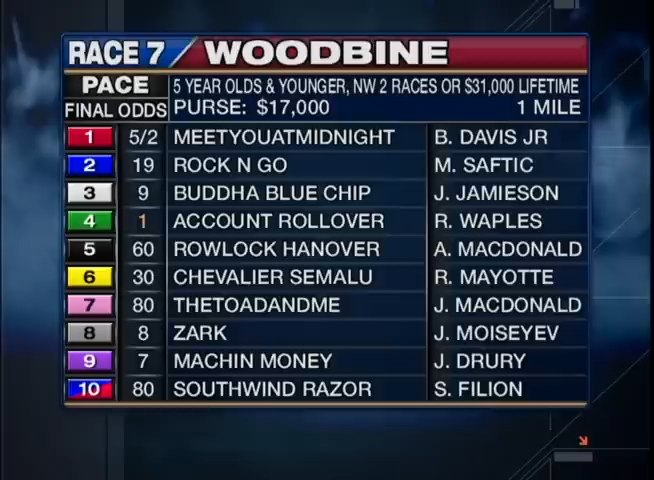 RACE 7 / WOODBINE
PACE 5 YEAR OLDS & YOUNGER, NW 2 RACES OR $31,000 LIFETIME
FINAL ODDS PURSE: $17,000 1 MILE
1 5/2 MEETYOUATMIDNIGHT B. DAVIS JR
2 19 ROCK N GO M. SAFTIC
3 9 BUDDHA BLUE CHIP J. JAMIESON
4 1 ACCOUNT ROLLOVER R. WAPLES
5 60 ROWLOCK HANOVER A. MACDONALD
6 30 CHEVALIER SEMALU R. MAYOTTE
7 80 THETOADANDME J. MACDONALD
8 8 ZARK J. MOISEYEV
9 7 MACHIN MONEY J. DRURY
10 80 SOUTHWIND RAZOR S. FILION